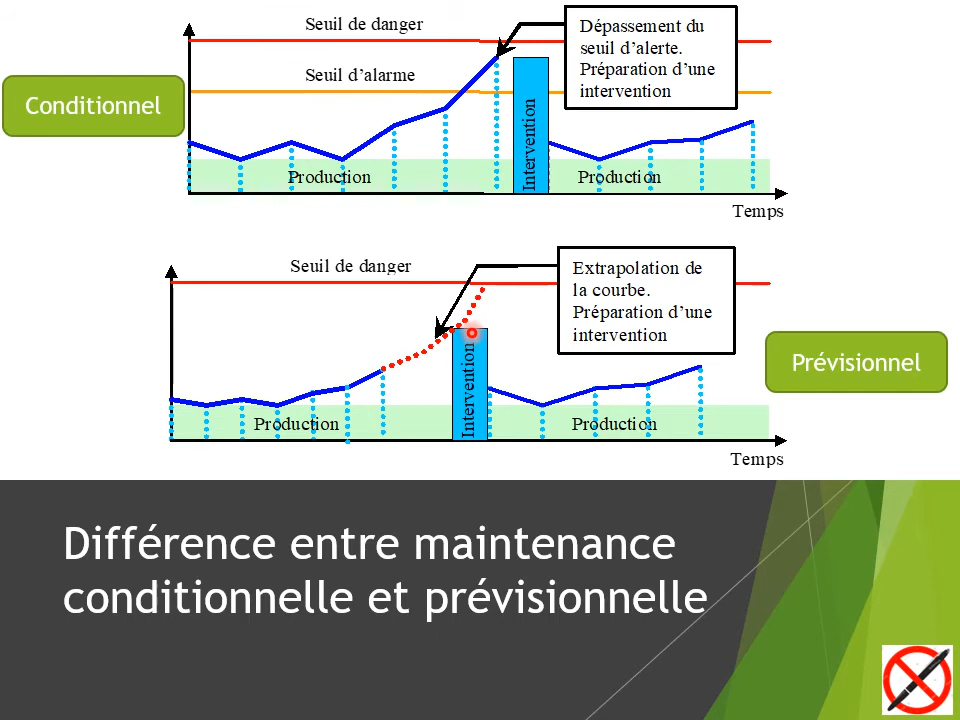 Seuil de danger
Dépassement du
seuil d'alerte.
Préparation d'une
intervention
Seuil d'alarme
Conditionnel
Intervention
Production
Production
Temps
Seuil de danger
Extrapolation de
la courbe.
Préparation d'une
intervention
Prévisionnel
Intervention
Production
Production
Temps
Différence entre maintenance
conditionnelle et prévisionnelle